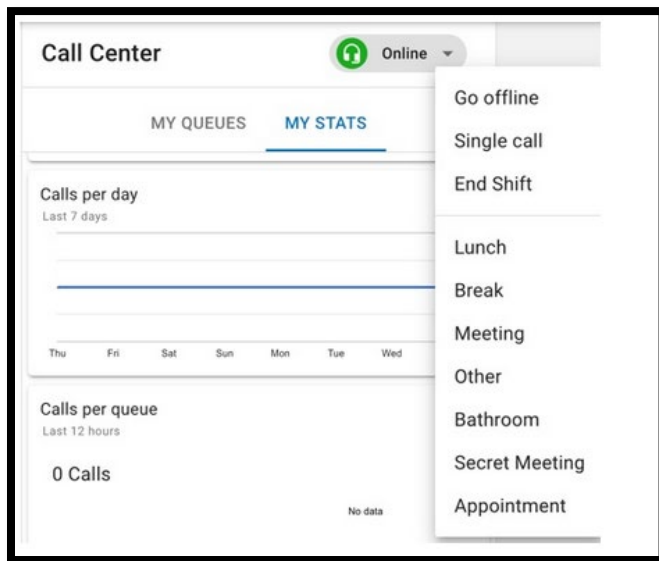 Call Center
Online
MY QUEUES MY STATS
Calls per day
Last 7 days
Thu Fri Sat Sun Mon Tue Wed
Calls per queue
Last 12 hours
0 Calls
No data
Go offline
Single call
End Shift
Lunch
Break
Meeting
Other
Bathroom
Secret Meeting
Appointment